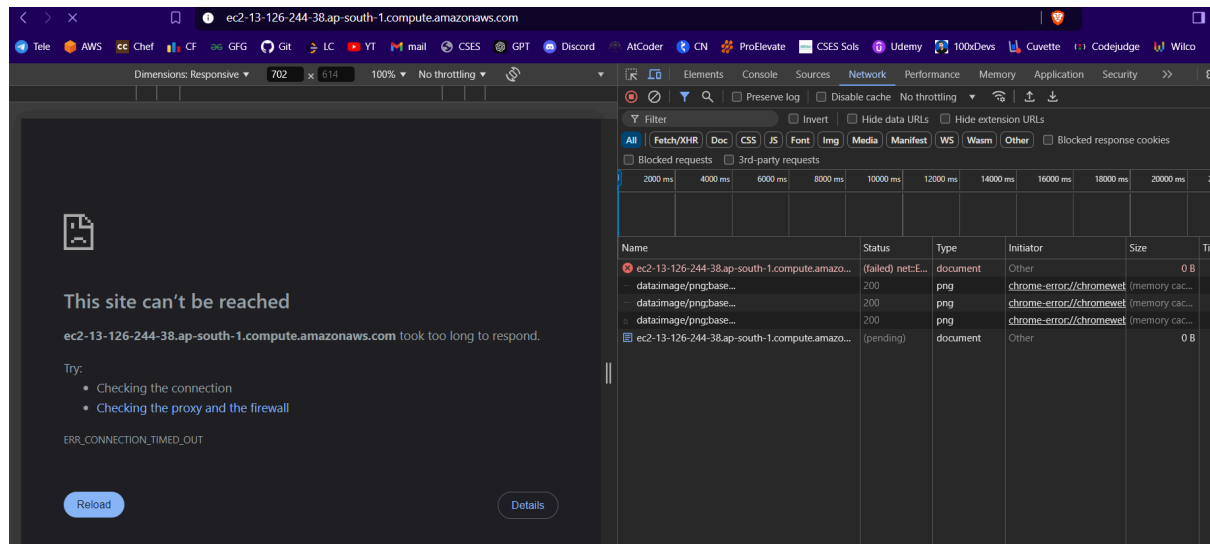 ec2-13-126-244-38.ap-south-1.compute.amazonaws.com
Tele AWS CC Chef CF GFG Git LC YT mail CSES GPT Discord AtCoder CN ProElevate CSES Sols Udemy 100xDevs Cuvette Codejudge Wilco
Dimensions: Responsive ▼ 702 x 614 100% ▼ No throttling ▼
Elements Console Sources Network Performance Memory Application Security >>
Preserve log Disable cache No throttling ▼
Filter Invert Hide data URLs Hide extension URLs
All Fetch/XHR Doc CSS JS Font Img Media Manifest WS Wasm Other Blocked response cookies
Blocked requests 3rd-party requests
2000 ms 4000 ms 6000 ms 8000 ms 10000 ms 12000 ms 14000 ms 16000 ms 18000 ms 20000 ms
Name Status Type Initiator Size Ti
ec2-13-126-244-38.ap-south-1.compute.amazo... (failed) net::E... document Other 0 B
data:image/png;base... 200 png chrome-error://chromewet (memory cac...
data:image/png;base... 200 png chrome-error://chromewet (memory cac...
data:image/png;base... 200 png chrome-error://chromewet (memory cac...
ec2-13-126-244-38.ap-south-1.compute.amazo... (pending) document Other 0 B
This site can't be reached
ec2-13-126-244-38.ap-south-1.compute.amazonaws.com took too long to respond.
Try:
• Checking the connection
• Checking the proxy and the firewall
ERR_CONNECTION_TIMED_OUT
Reload Details